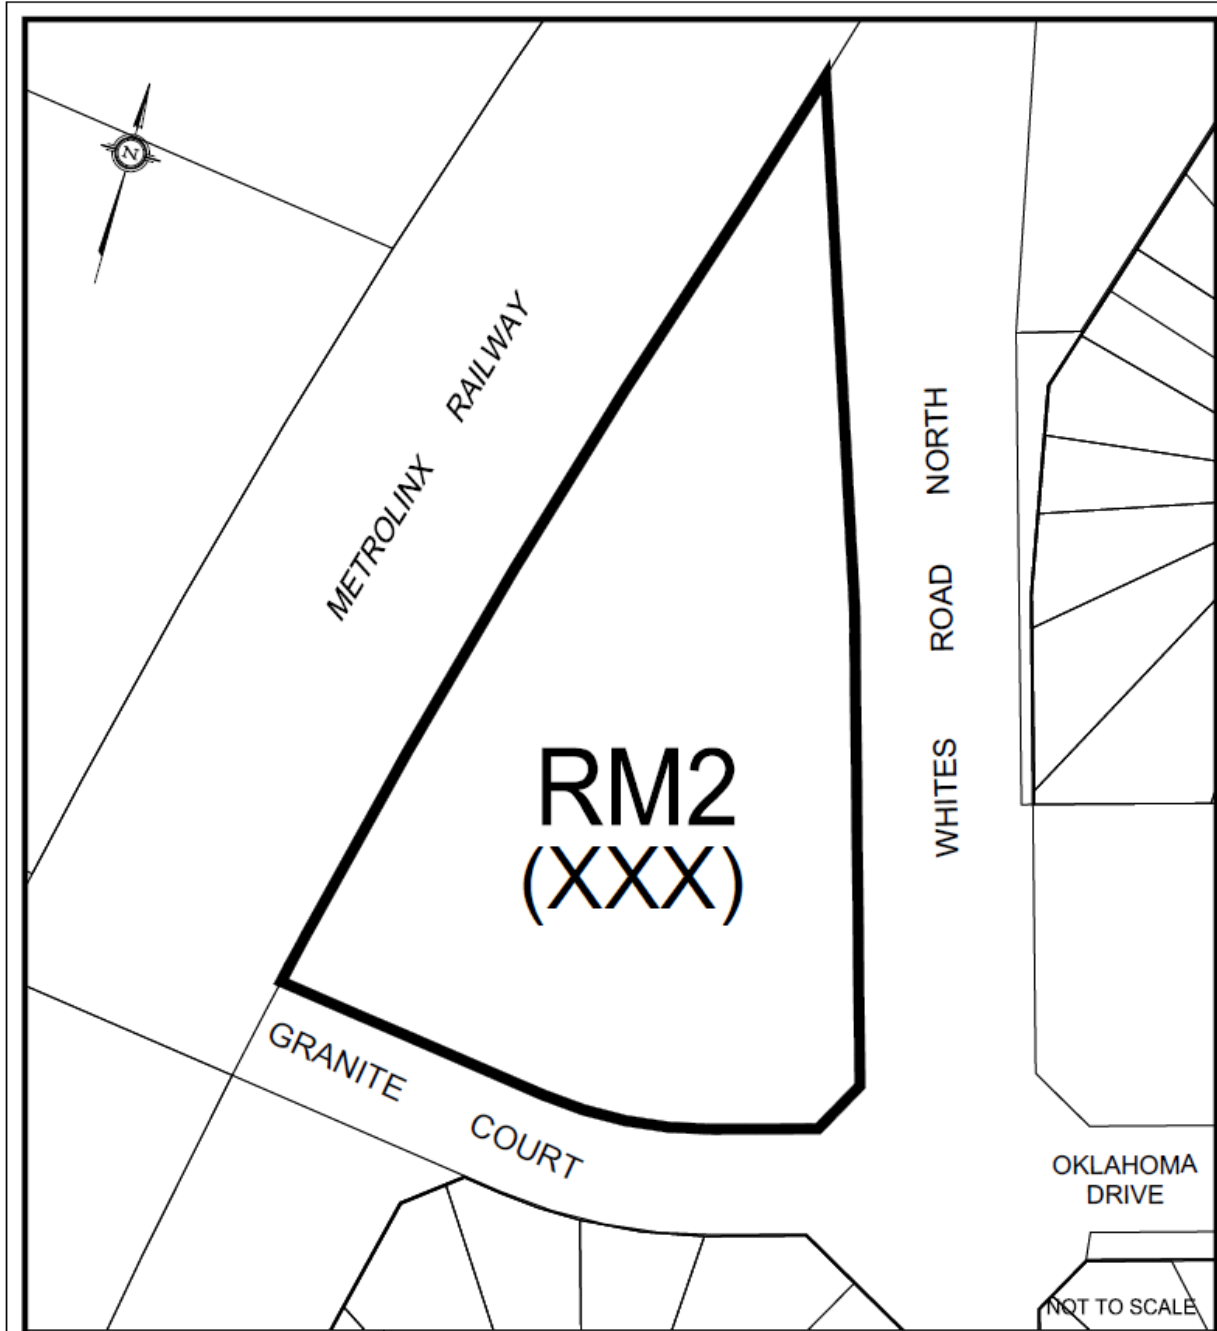 N
METROLINX RAILWAY
WHITES ROAD NORTH
RM2
(XXX)
GRANITE COURT
OKLAHOMA
DRIVE
NOT TO SCALE